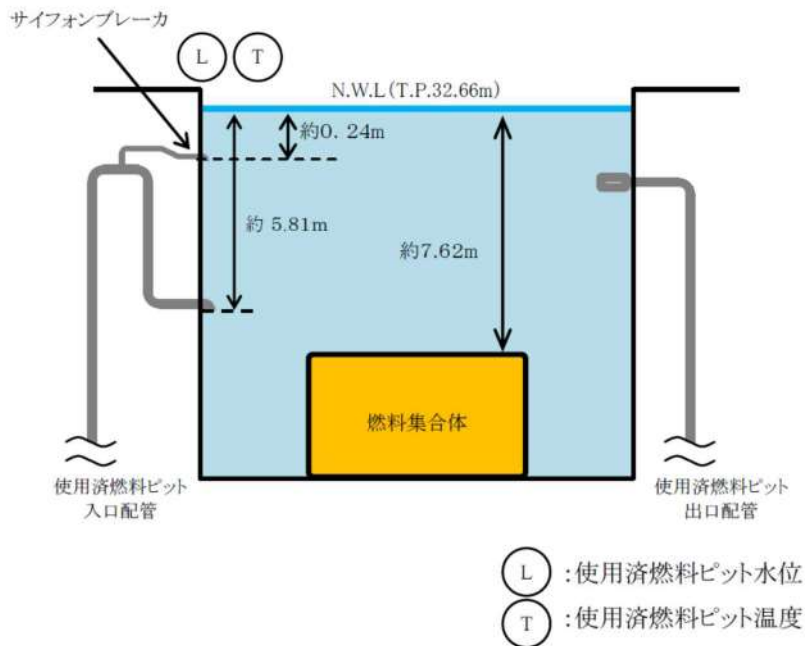 サイフォンブレーカ
L
T
N.W.L(T.P.32.66m)
約0.24m
約 5.81m
約7.62m
燃料集合体
使用済燃料ピット
入口配管
使用済燃料ピット
出口配管
L :使用済燃料ピット水位
T :使用済燃料ピット温度